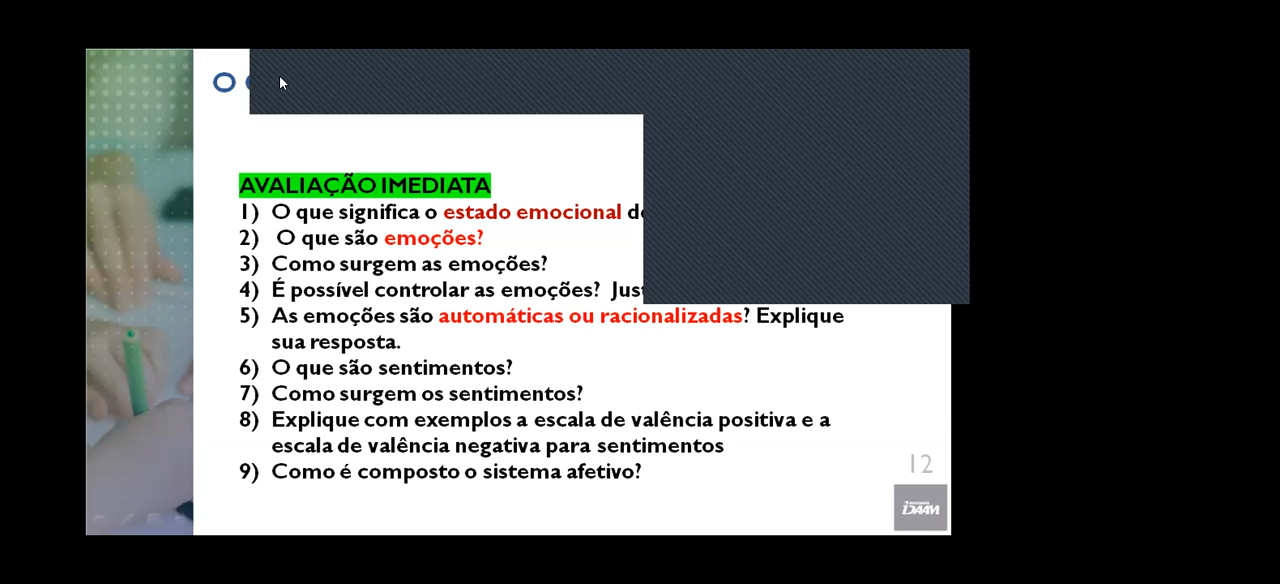 O
AVALIAÇÃO IMEDIATA
1) O que significa o estado emocional
2) O que são emoções?
3) Como surgem as emoções?
4) É possível controlar as emoções?
5) As emoções são automáticas ou racionalizadas? Explique
sua resposta.
6) O que são sentimentos?
7) Como surgem os sentimentos?
8) Explique com exemplos a escala de valência positiva e a
escala de valência negativa para sentimentos
9) Como é composto o sistema afetivo?
12
IDAAM